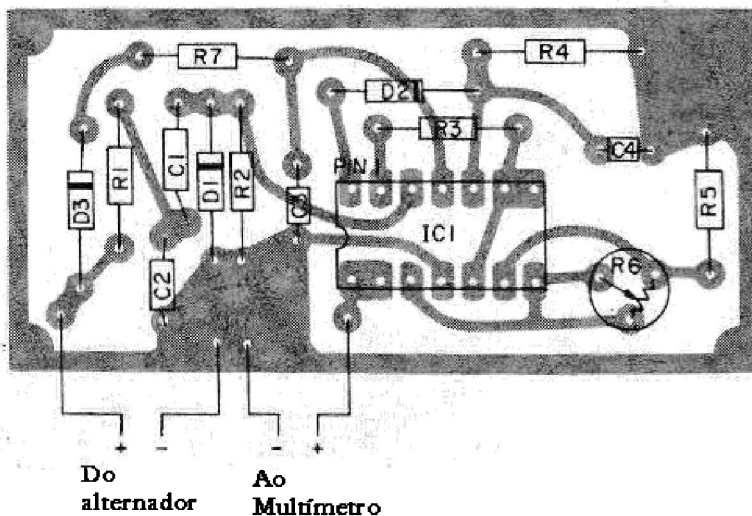 R7
R4
D2
R3
C4
PIN 1
D3
R1
C1
D1
R2
C3
IC1
R5
R6
C2
+ - - +
Do Ao
alternador Multímetro